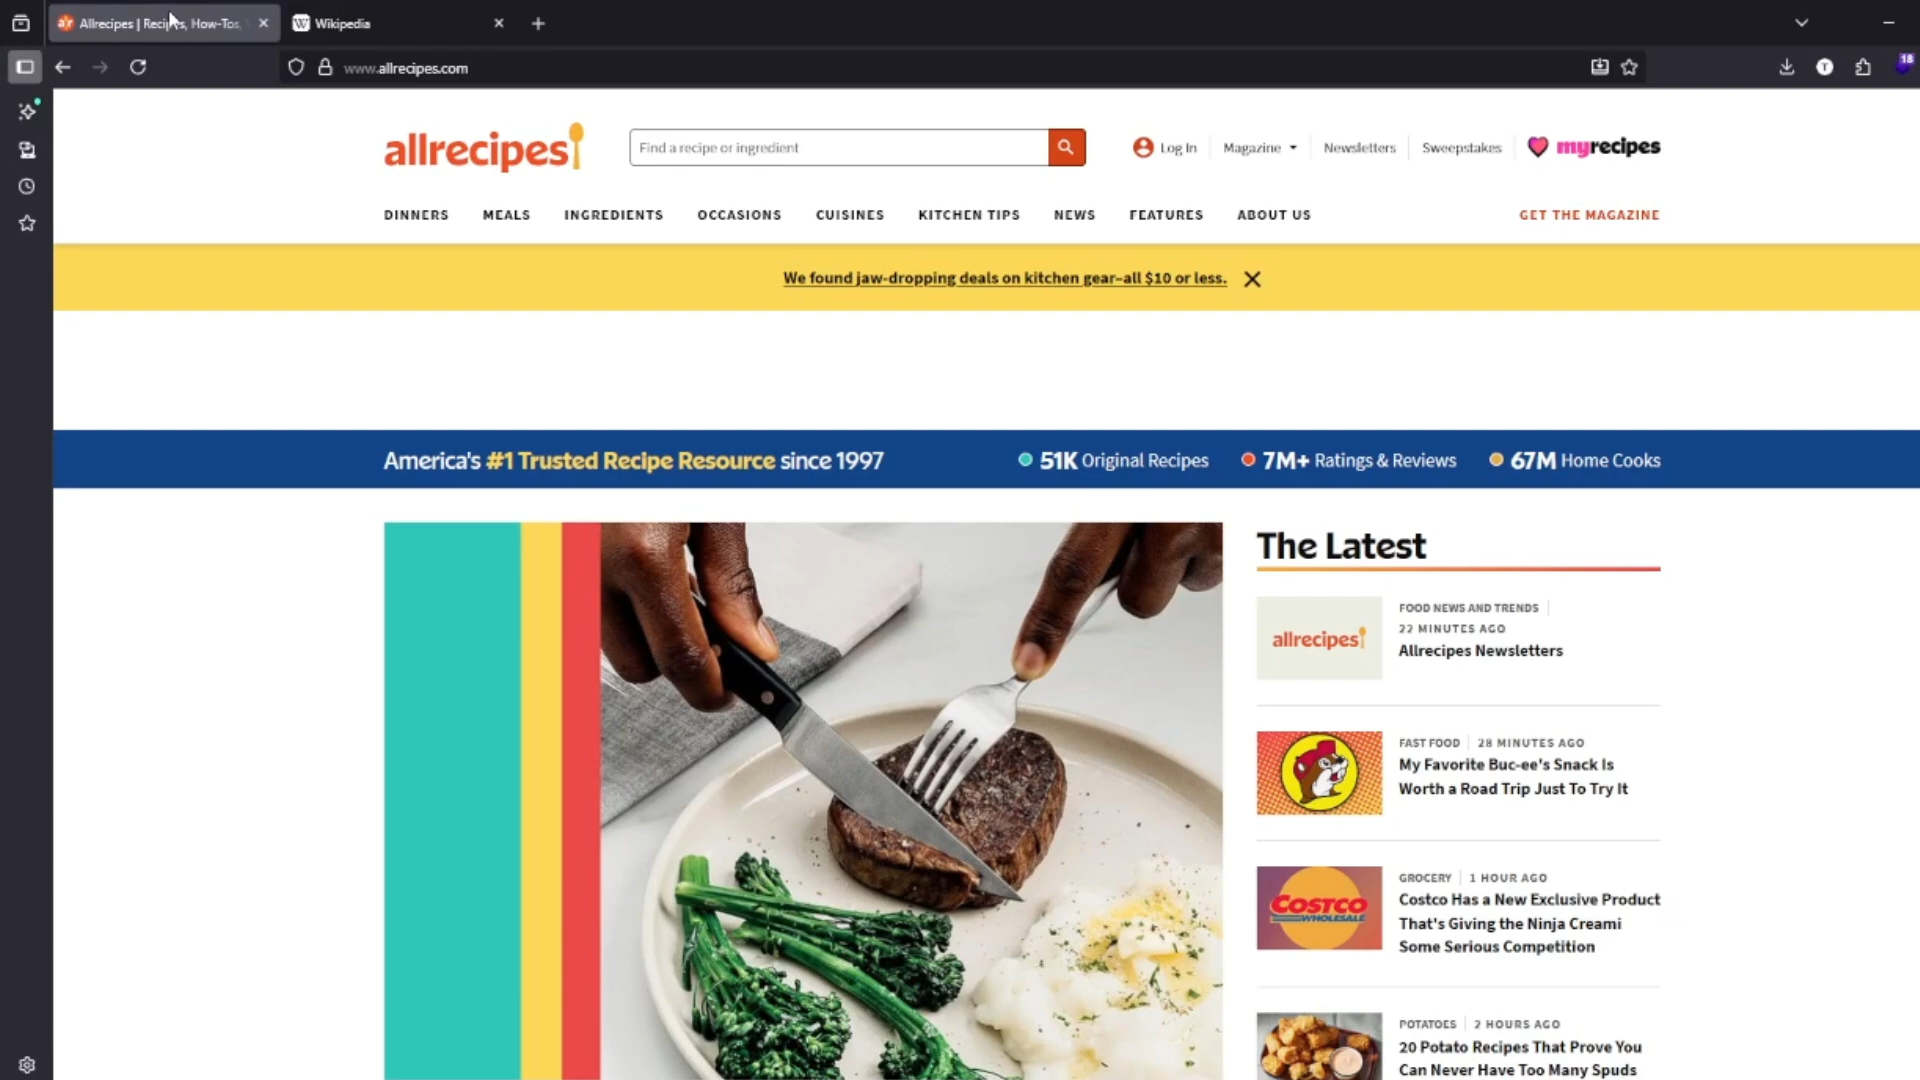 Allrecipes | Recipes, How-Tos,
Wikipedia
www.allrecipes.com
18
T
allrecipes
Find a recipe or ingredient
Log In
Magazine
Newsletters
Sweepstakes
myrecipes
DINNERS
MEALS
INGREDIENTS
OCCASIONS
CUISINES
KITCHEN TIPS
NEWS
FEATURES
ABOUT US
GET THE MAGAZINE
We found jaw-dropping deals on kitchen gear–all $10 or less.
America's #1 Trusted Recipe Resource since 1997
51K Original Recipes
7M+ Ratings & Reviews
67M Home Cooks
The Latest
allrecipes
FOOD NEWS AND TRENDS
22 MINUTES AGO
Allrecipes Newsletters
FAST FOOD
28 MINUTES AGO
My Favorite Buc-ee's Snack Is
Worth a Road Trip Just To Try It
COSTCO
WHOLESALE
GROCERY
1 HOUR AGO
Costco Has a New Exclusive Product
That's Giving the Ninja Creami
Some Serious Competition
POTATOES
2 HOURS AGO
20 Potato Recipes That Prove You
Can Never Have Too Many Spuds